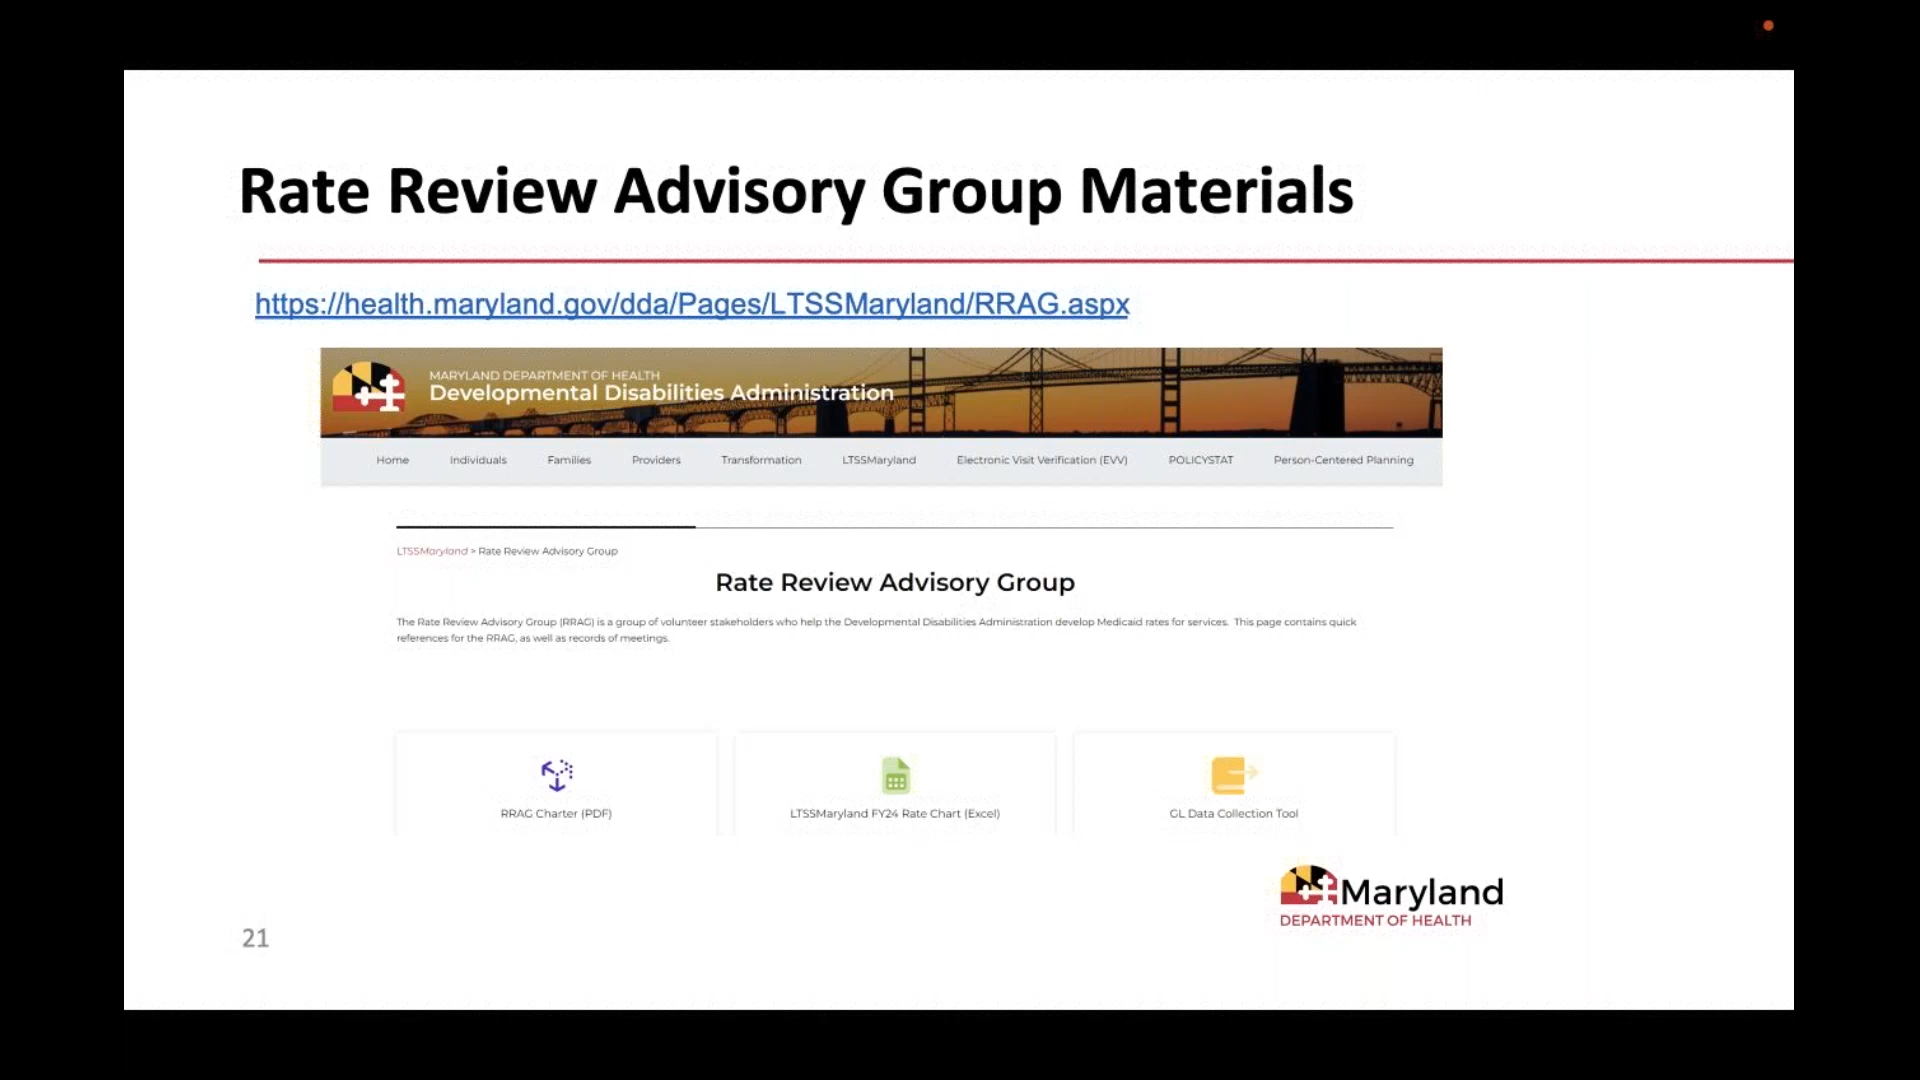 Rate Review Advisory Group Materials
https://health.maryland.gov/dda/Pages/LTSSMaryland/RRAG.aspx
MARYLAND DEPARTMENT OF HEALTH
Developmental Disabilities Administration
Home Individuals Families Providers Transformation LTSSMaryland Electronic Visit Verification (EVV) POLICYSTAT Person-Centered Planning
LTSSMaryland > Rate Review Advisory Group
Rate Review Advisory Group
The Rate Review Advisory Group (RRAG) is a group of volunteer stakeholders who help the Developmental Disabilities Administration develop Medicaid rates for services. This page contains quick
references for the RRAG, as well as records of meetings.
RRAG Charter (PDF) LTSSMaryland FY24 Rate Chart (Excel) GL Data Collection Tool
Maryland
DEPARTMENT OF HEALTH
21